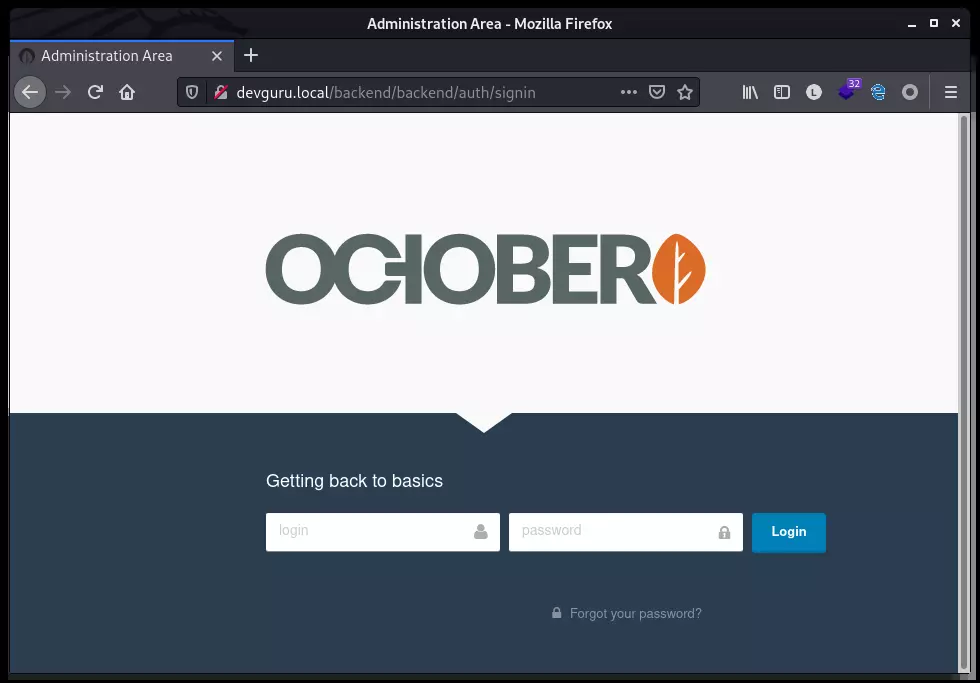 Administration Area - Mozilla Firefox
Administration Area
devguru.local/backend/backend/auth/signin
32
L
OCTOBER
Getting back to basics
login
password
Login
Forgot your password?